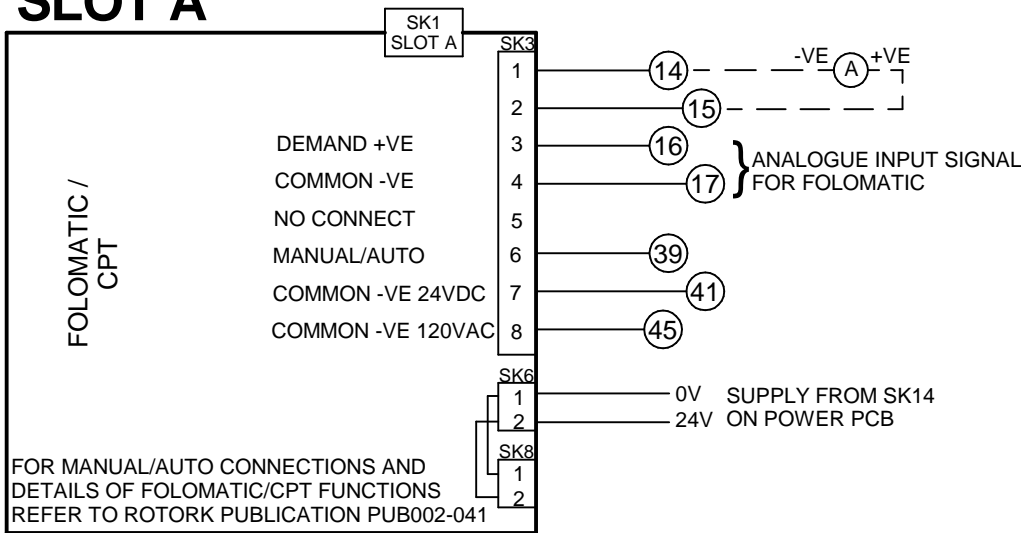 SLOT A
SK1
SLOT A
SK3
1
14
-VE
A
+VE
2
15
DEMAND +VE
3
16
ANALOGUE INPUT SIGNAL
FOR FOLOMATIC
COMMON -VE
4
17
NO CONNECT
5
MANUAL/AUTO
6
39
COMMON -VE 24VDC
7
41
COMMON -VE 120VAC
8
45
FOLOMATIC /
CPT
SK6
1
0V
2
24V
SUPPLY FROM SK14
ON POWER PCB
SK8
1
2
FOR MANUAL/AUTO CONNECTIONS AND
DETAILS OF FOLOMATIC/CPT FUNCTIONS
REFER TO ROTORK PUBLICATION PUB002-041